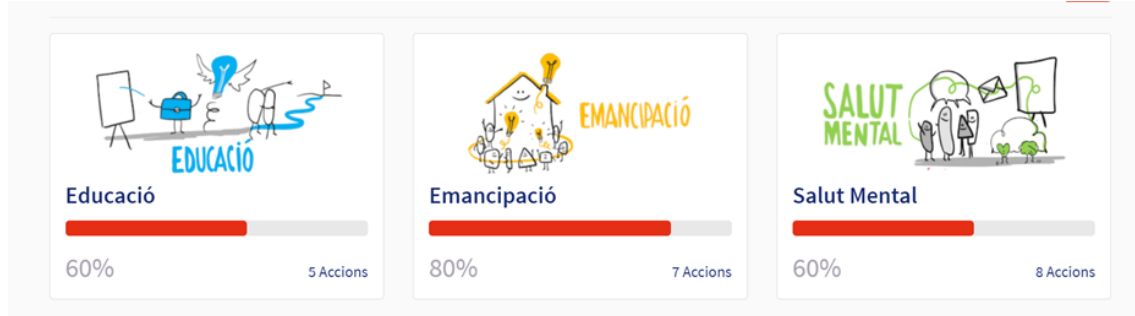 EDUCACIÓ
Educació
60%
5 Accions
EMANCIPACIÓ
Emancipació
80%
7 Accions
SALUT
MENTAL
Salut Mental
60%
8 Accions